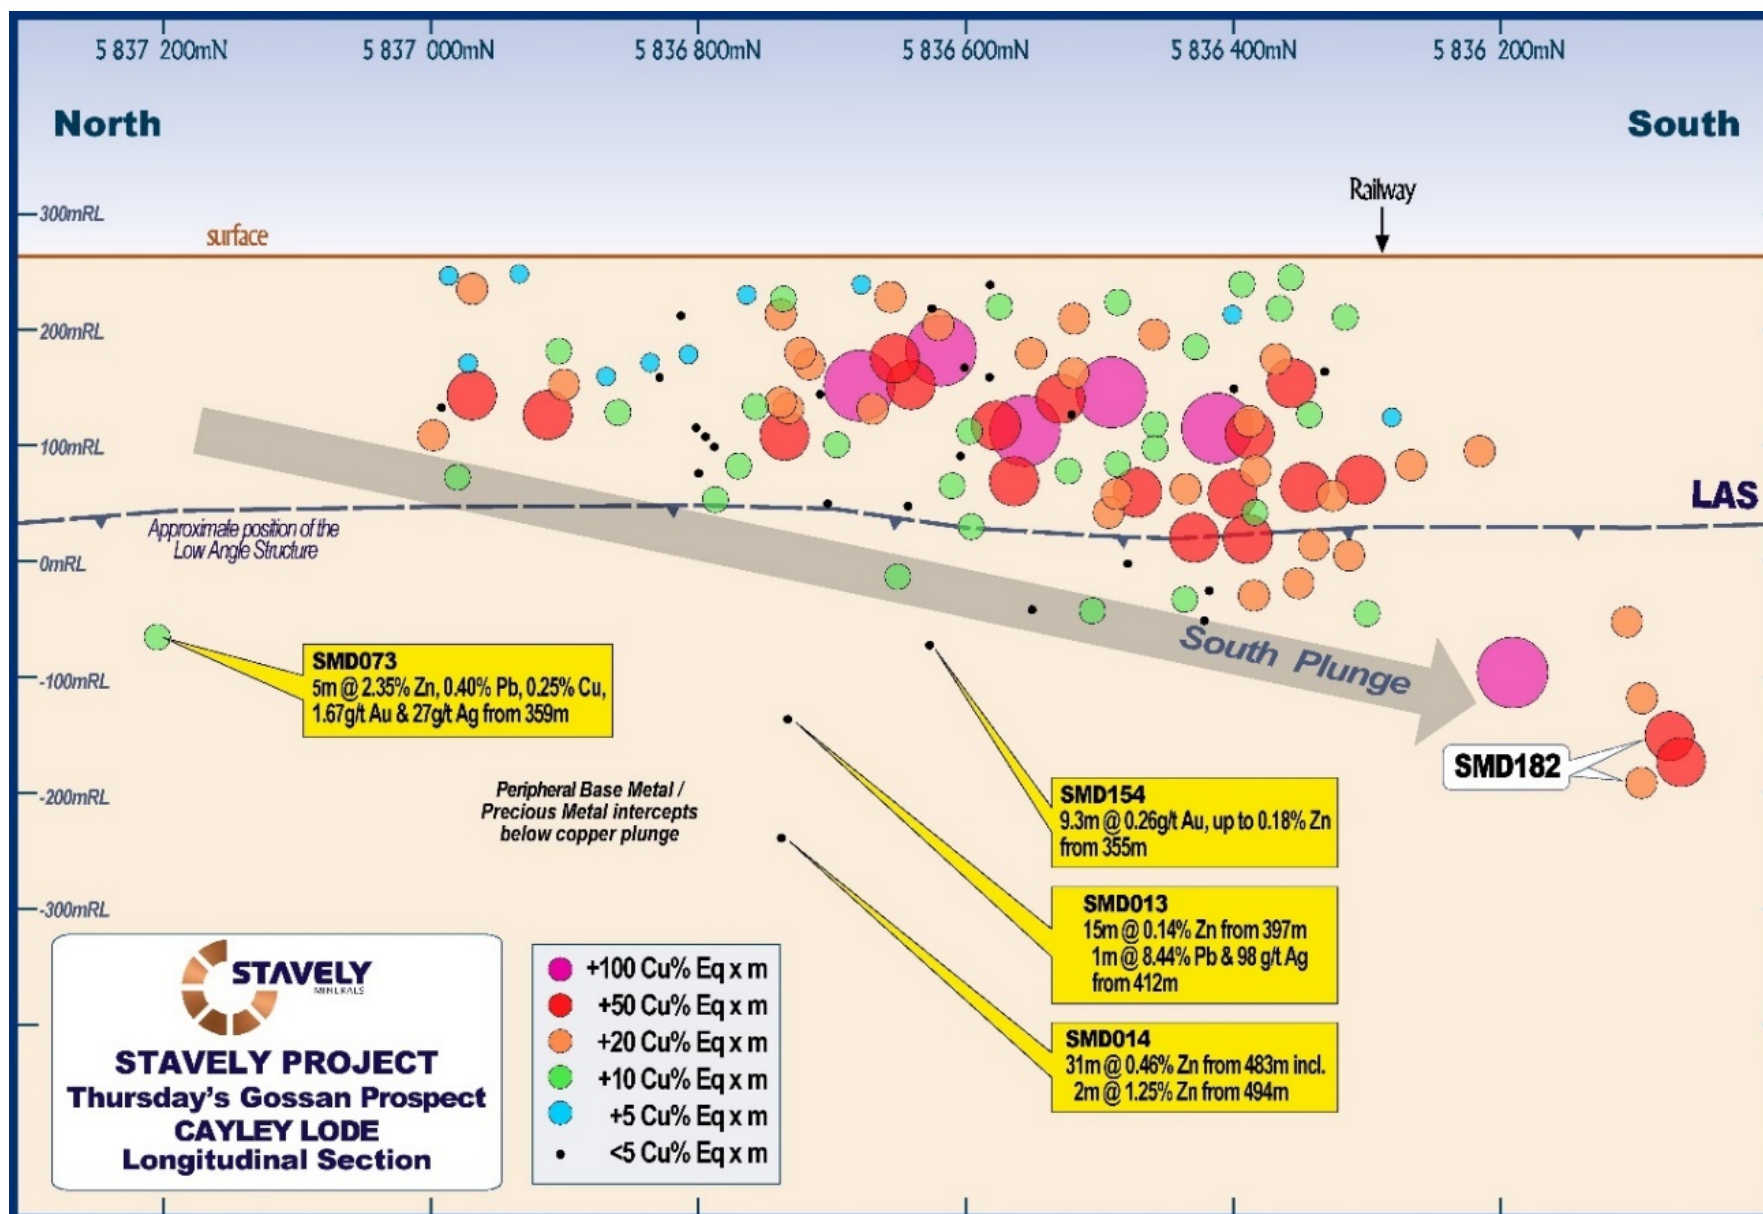 5 837 200mN 5 837 000mN 5 836 800mN 5 836 600mN 5 836 400mN 5 836 200mN
North
South
Railway
300mRL
surface
200mRL
100mRL
LAS
Approximate position of the
Low Angle Structure
0mRL
South Plunge
SMD073
5m @ 2.35% Zn, 0.40% Pb, 0.25% Cu,
1.67g/t Au & 27g/t Ag from 359m
-100mRL
SMD182
Peripheral Base Metal /
Precious Metal intercepts
below copper plunge
-200mRL
SMD154
9.3m @ 0.26g/t Au, up to 0.18% Zn
from 355m
-300mRL
SMD013
15m @ 0.14% Zn from 397m
1m @ 8.44% Pb & 98 g/t Ag
from 412m
SMD014
31m @ 0.46% Zn from 483m incl.
2m @ 1.25% Zn from 494m
STAVELY
MINERALS
STAVELY PROJECT
Thursday's Gossan Prospect
CAYLEY LODE
Longitudinal Section
+100 Cu% Eq x m
+50 Cu% Eq x m
+20 Cu% Eq x m
+10 Cu% Eq x m
+5 Cu% Eq x m
<5 Cu% Eq x m